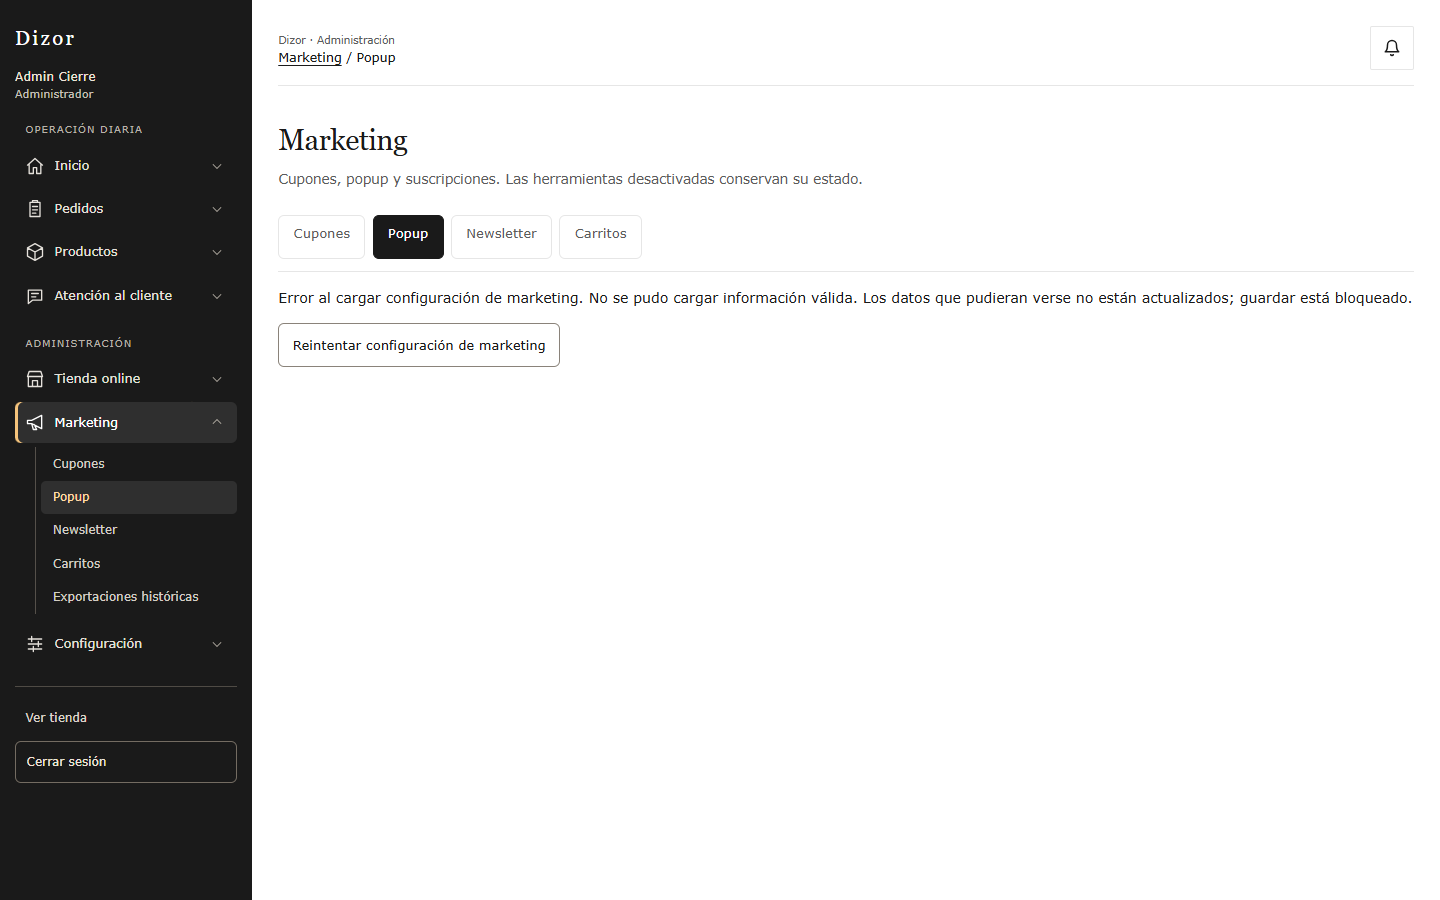 Dizor
Admin Cierre
Administrador
OPERACIÓN DIARIA
Inicio
Pedidos
Productos
Atención al cliente
ADMINISTRACIÓN
Tienda online
Marketing
Cupones
Popup
Newsletter
Carritos
Exportaciones históricas
Configuración
Ver tienda
Cerrar sesión
Dizor · Administración
Marketing / Popup
Marketing
Cupones, popup y suscripciones. Las herramientas desactivadas conservan su estado.
Cupones Popup Newsletter Carritos
Error al cargar configuración de marketing. No se pudo cargar información válida. Los datos que pudieran verse no están actualizados; guardar está bloqueado.
Reintentar configuración de marketing